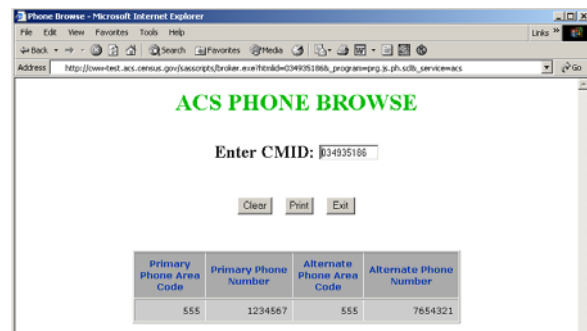 Phone Browse - Microsoft Internet Explorer
File Edit View Favorites Tools Help
Links »
Back
Search Favorites Media
Address http://cww-test.acs.census.gov/sasscripts/broker.exe?htmlid=034935186&_program=prg.js.ph.scl&_service=acs Go
ACS PHONE BROWSE
Enter CMID: 034935186
Clear Print Exit
Primary Phone Area Code Primary Phone Number Alternate Phone Area Code Alternate Phone Number
555 1234567 555 7654321